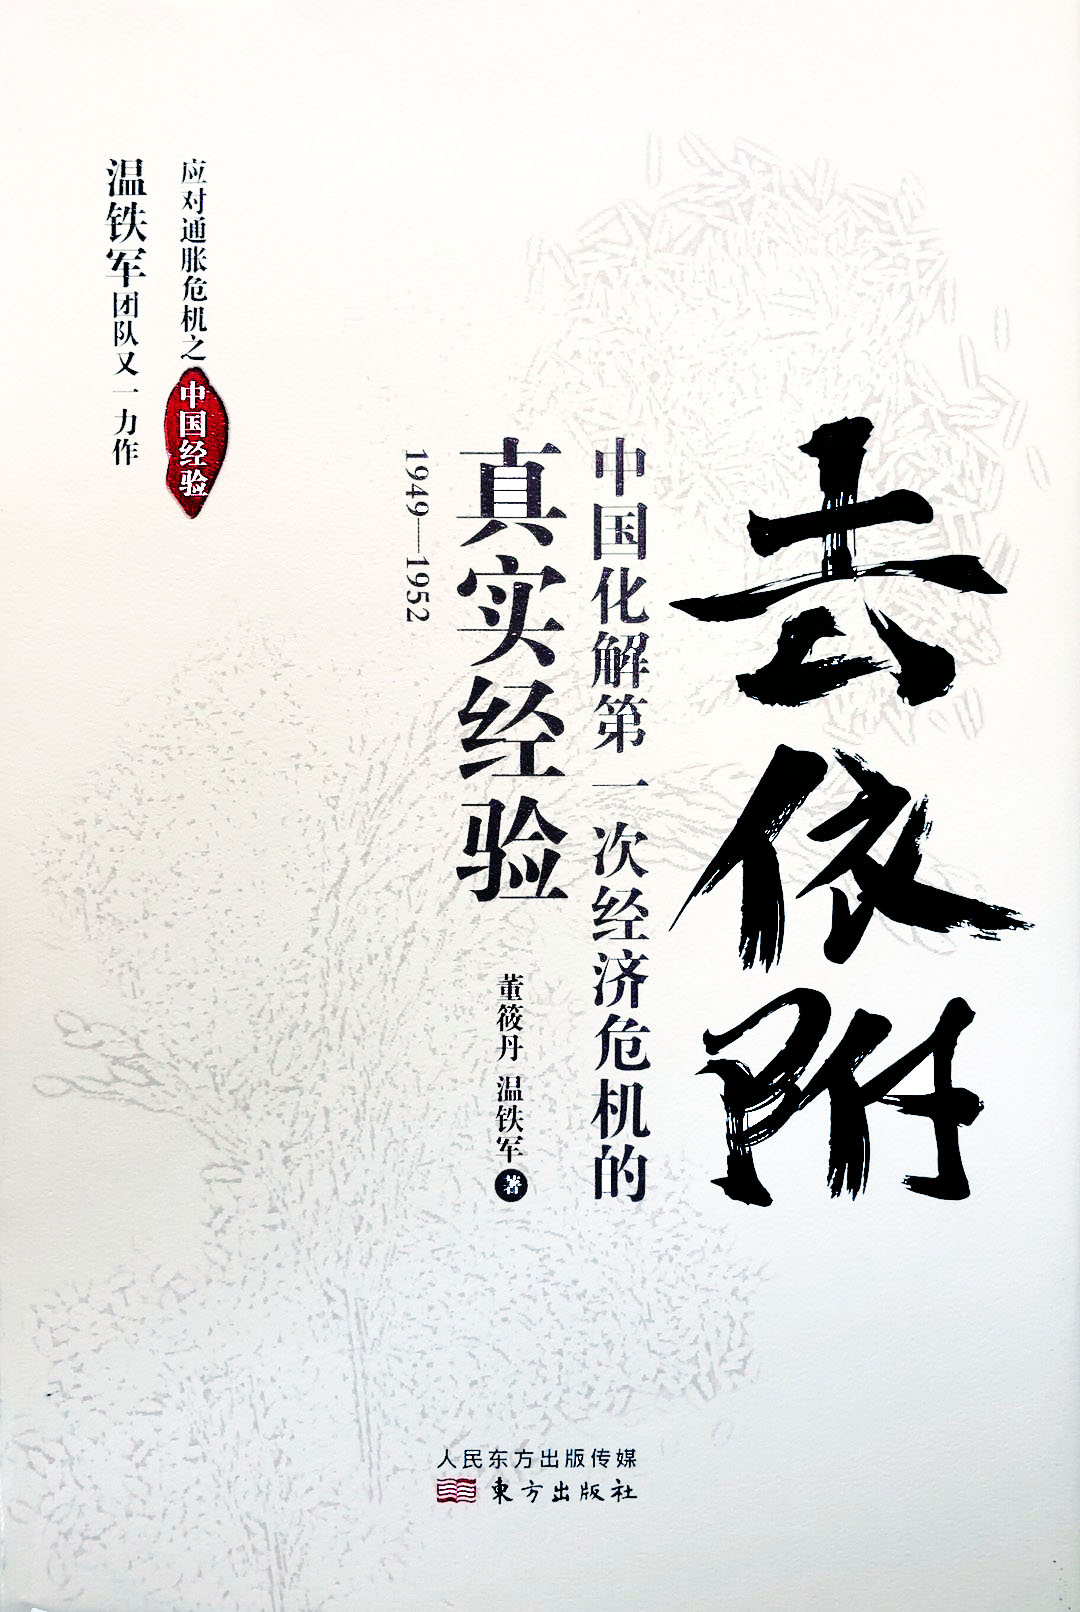 去依附
中国化解第一次经济危机的
真实经验
1949—1952
董筱丹 温铁军 著
应对通胀危机之中国经验
温铁军团队又一力作
人民东方出版传媒
東方出版社